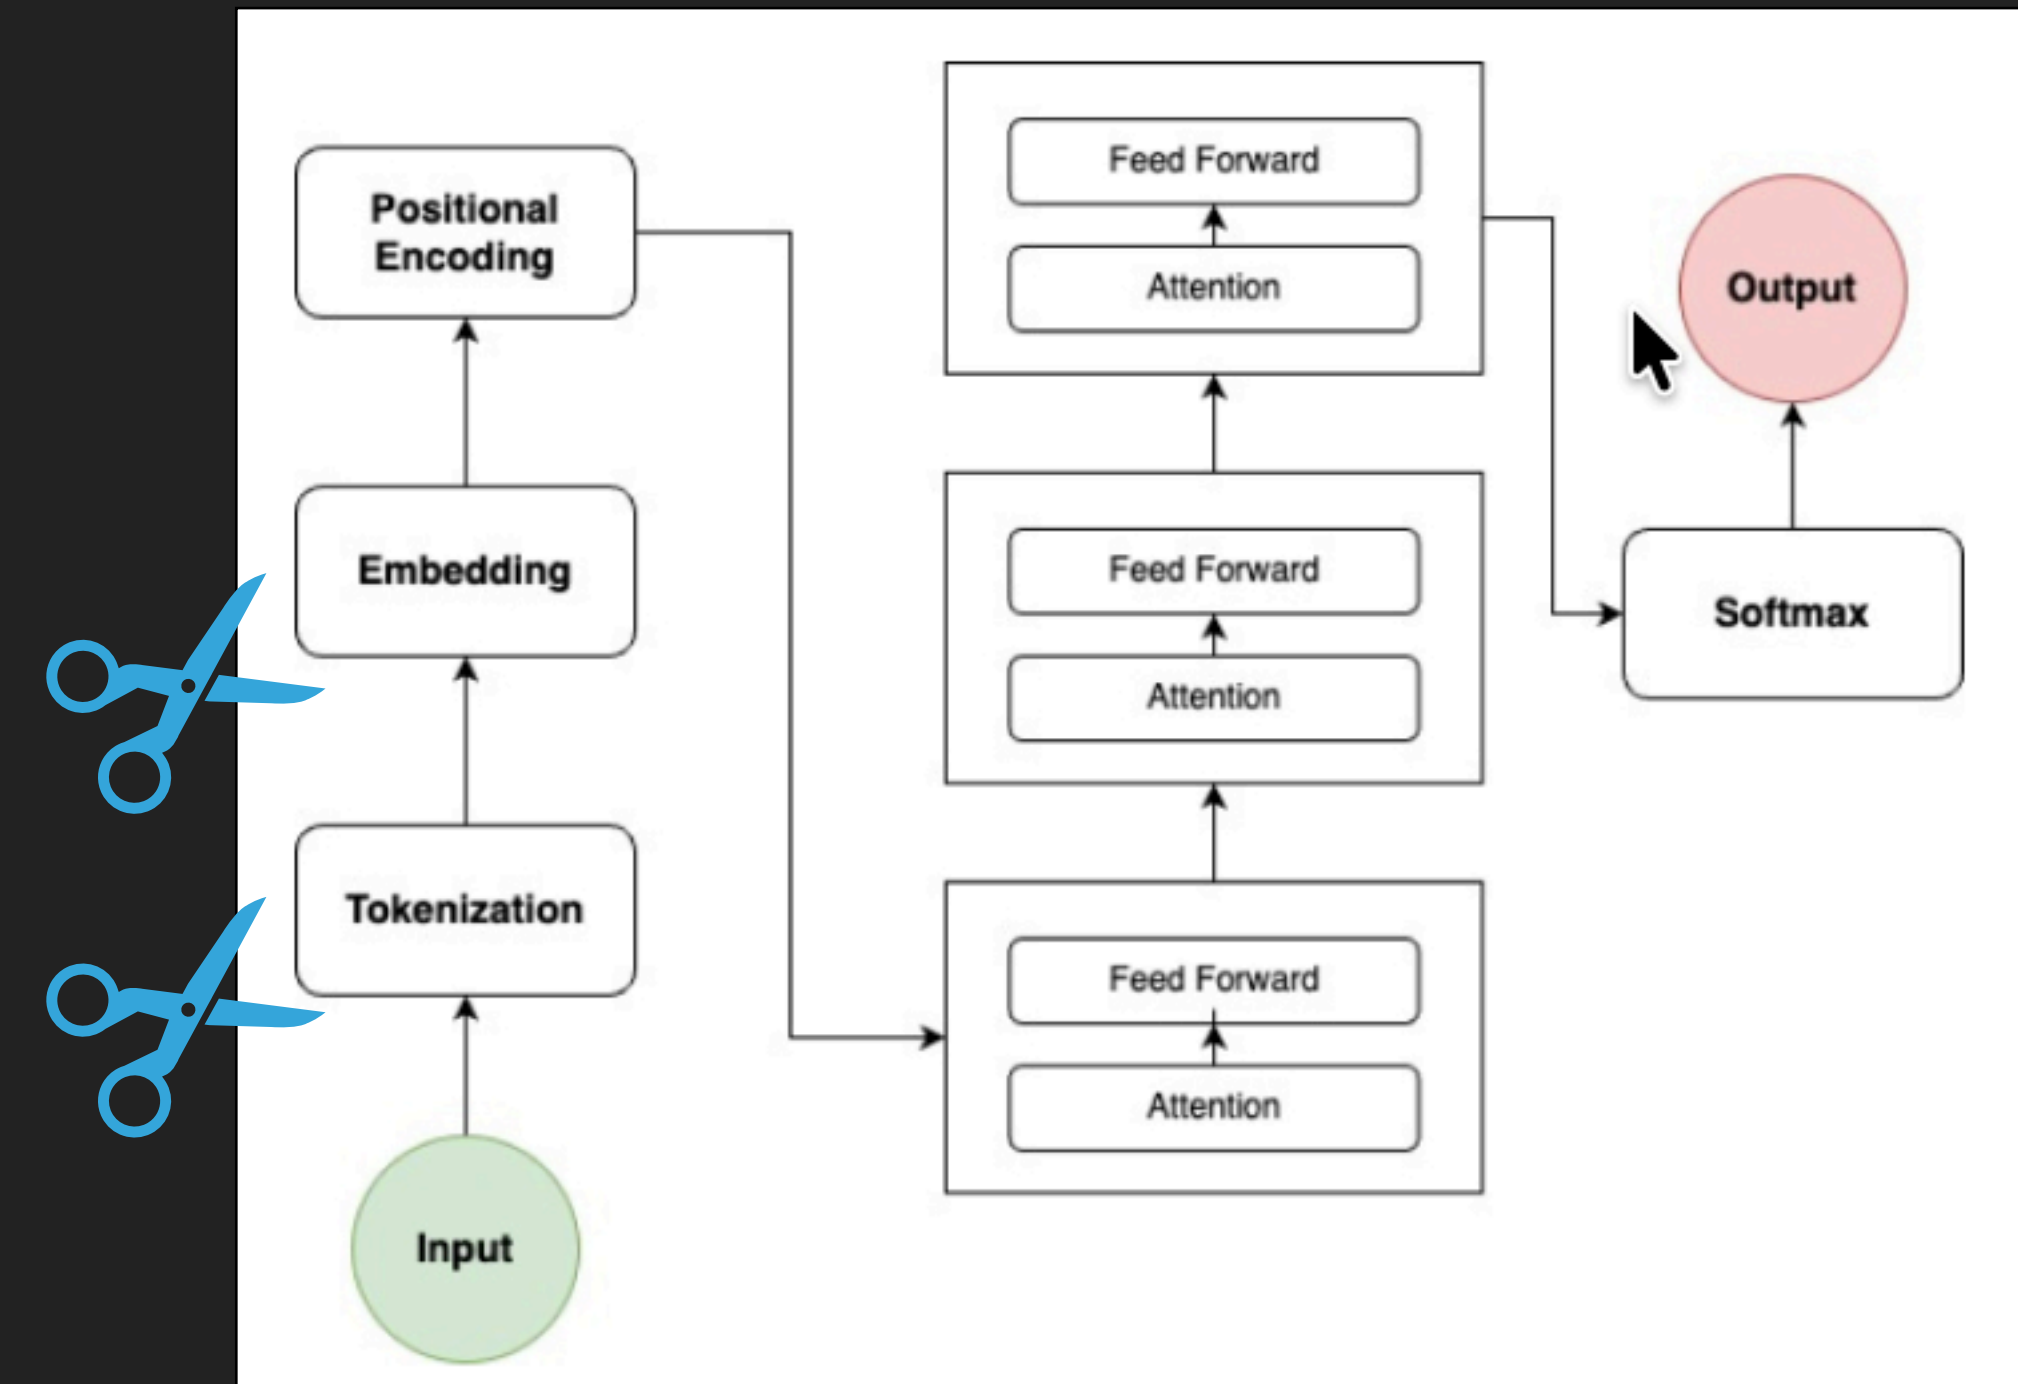 Positional
Encoding
Embedding
Tokenization
Input
Feed Forward
Attention
Feed Forward
Attention
Feed Forward
Attention
Output
Softmax